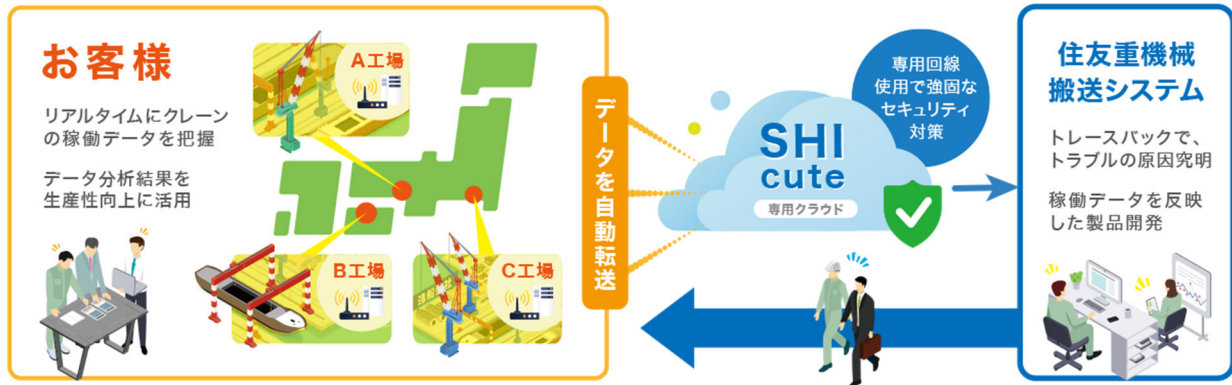 お客様
リアルタイムにクレーン
の稼働データを把握
データ分析結果を
生産性向上に活用
A工場
B工場
C工場
データを自動転送
SHI
cute
専用クラウド
専用回線
使用で強固な
セキュリティ
対策
住友重機械
搬送システム
トレースバックで、
トラブルの原因究明
稼働データを反映
した製品開発